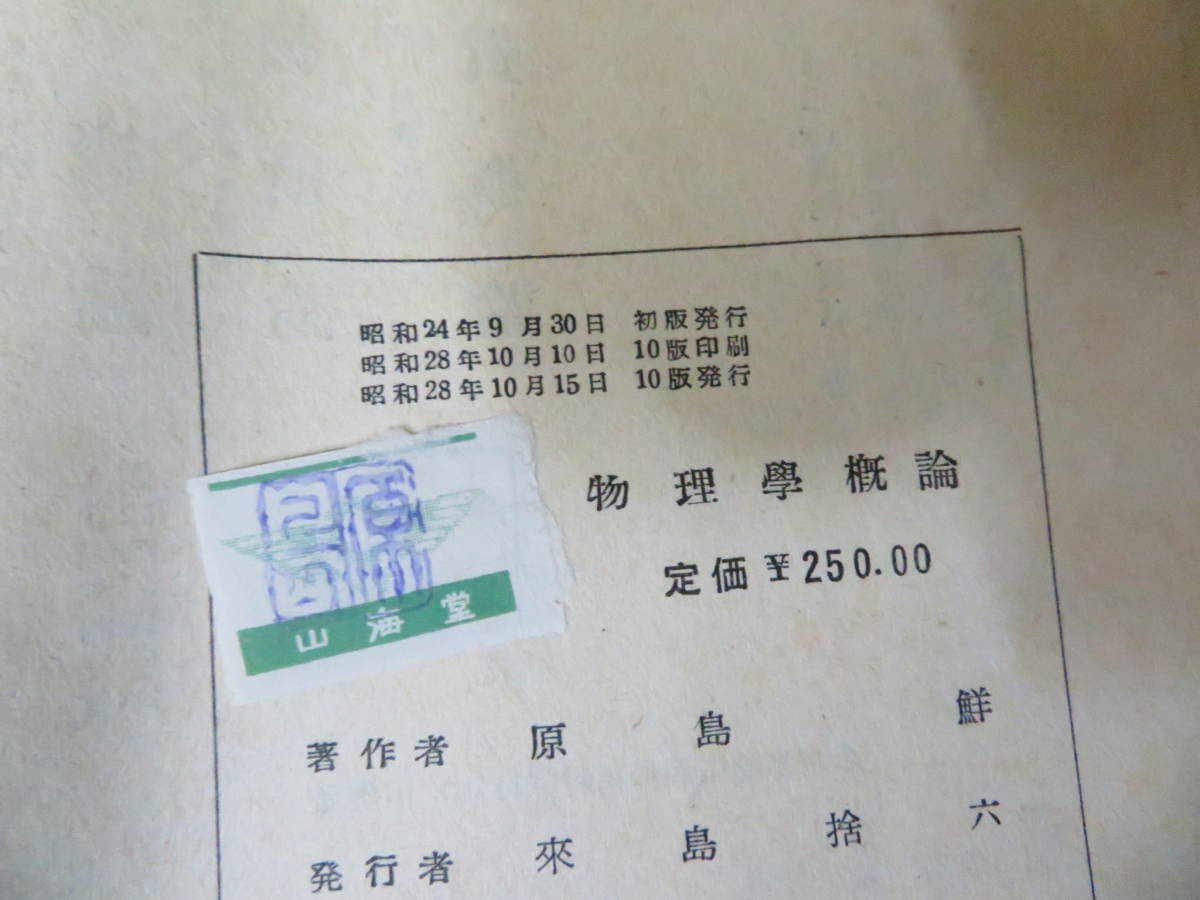 昭和24年9月30日 初版発行
昭和28年10月10日 10版印刷
昭和28年10月15日 10版発行
物理學概論
定価 ¥250.00
山海堂
著作者 原島鮮
発行者 來島捨六